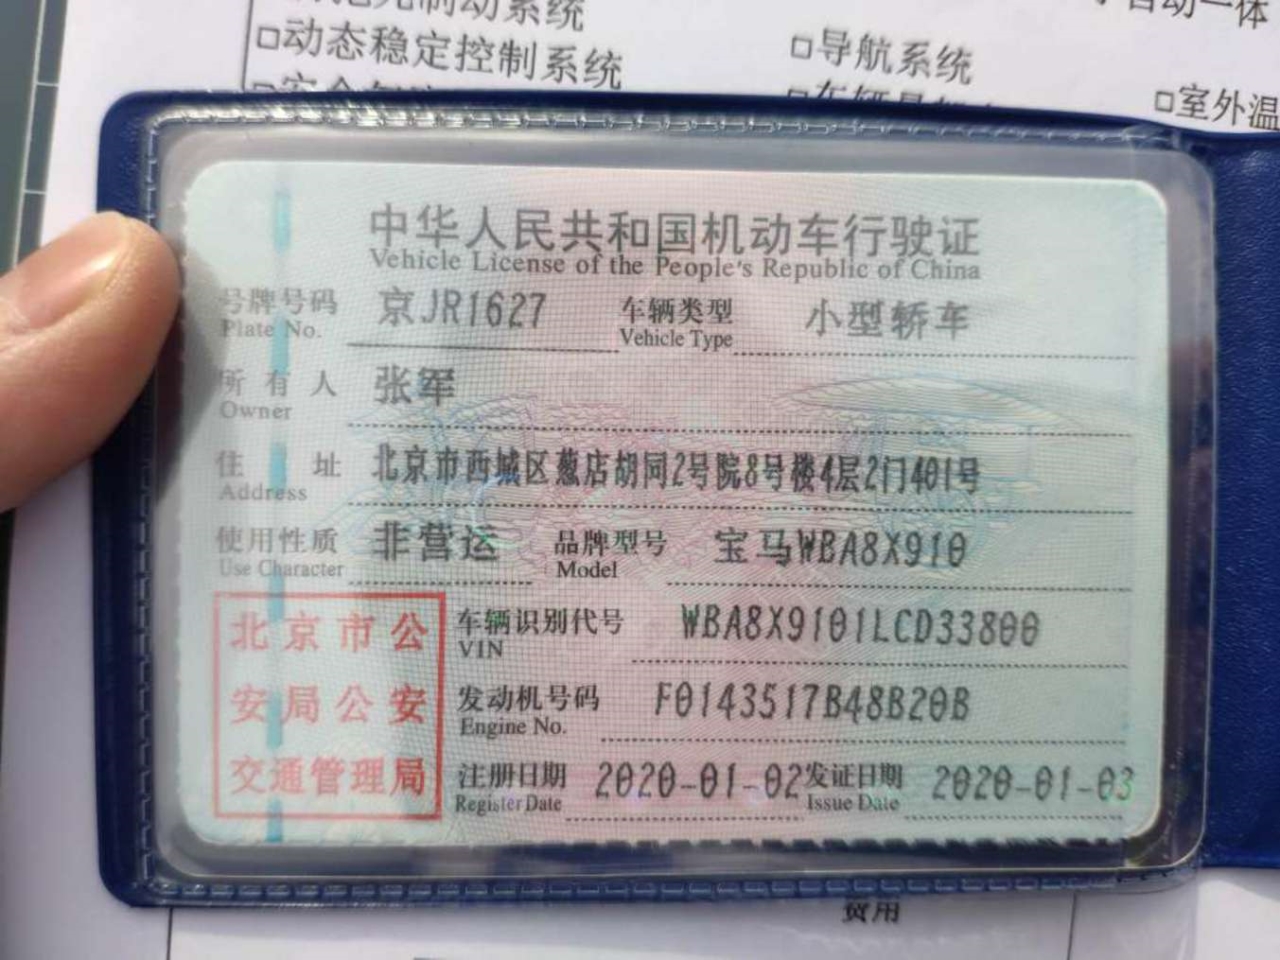 □动态稳定控制系统
□导航系统
□室外温
中华人民共和国机动车行驶证
Vehicle License of the People's Republic of China
号牌号码 京JR1627 车辆类型 小型轿车
Plate No. Vehicle Type
所有人 张军
Owner
住址 北京市西城区葱店胡同2号院8号楼4层2门401号
Address
使用性质 非营运 品牌型号 宝马WBA8X910
Use Character Model
北京市公
安局公安
交通管理局
车辆识别代号 WBA8X9101LCD33800
VIN
发动机号码 F0143517B48B20B
Engine No.
注册日期 2020-01-02 发证日期 2020-01-03
Register Date Issue Date
费用